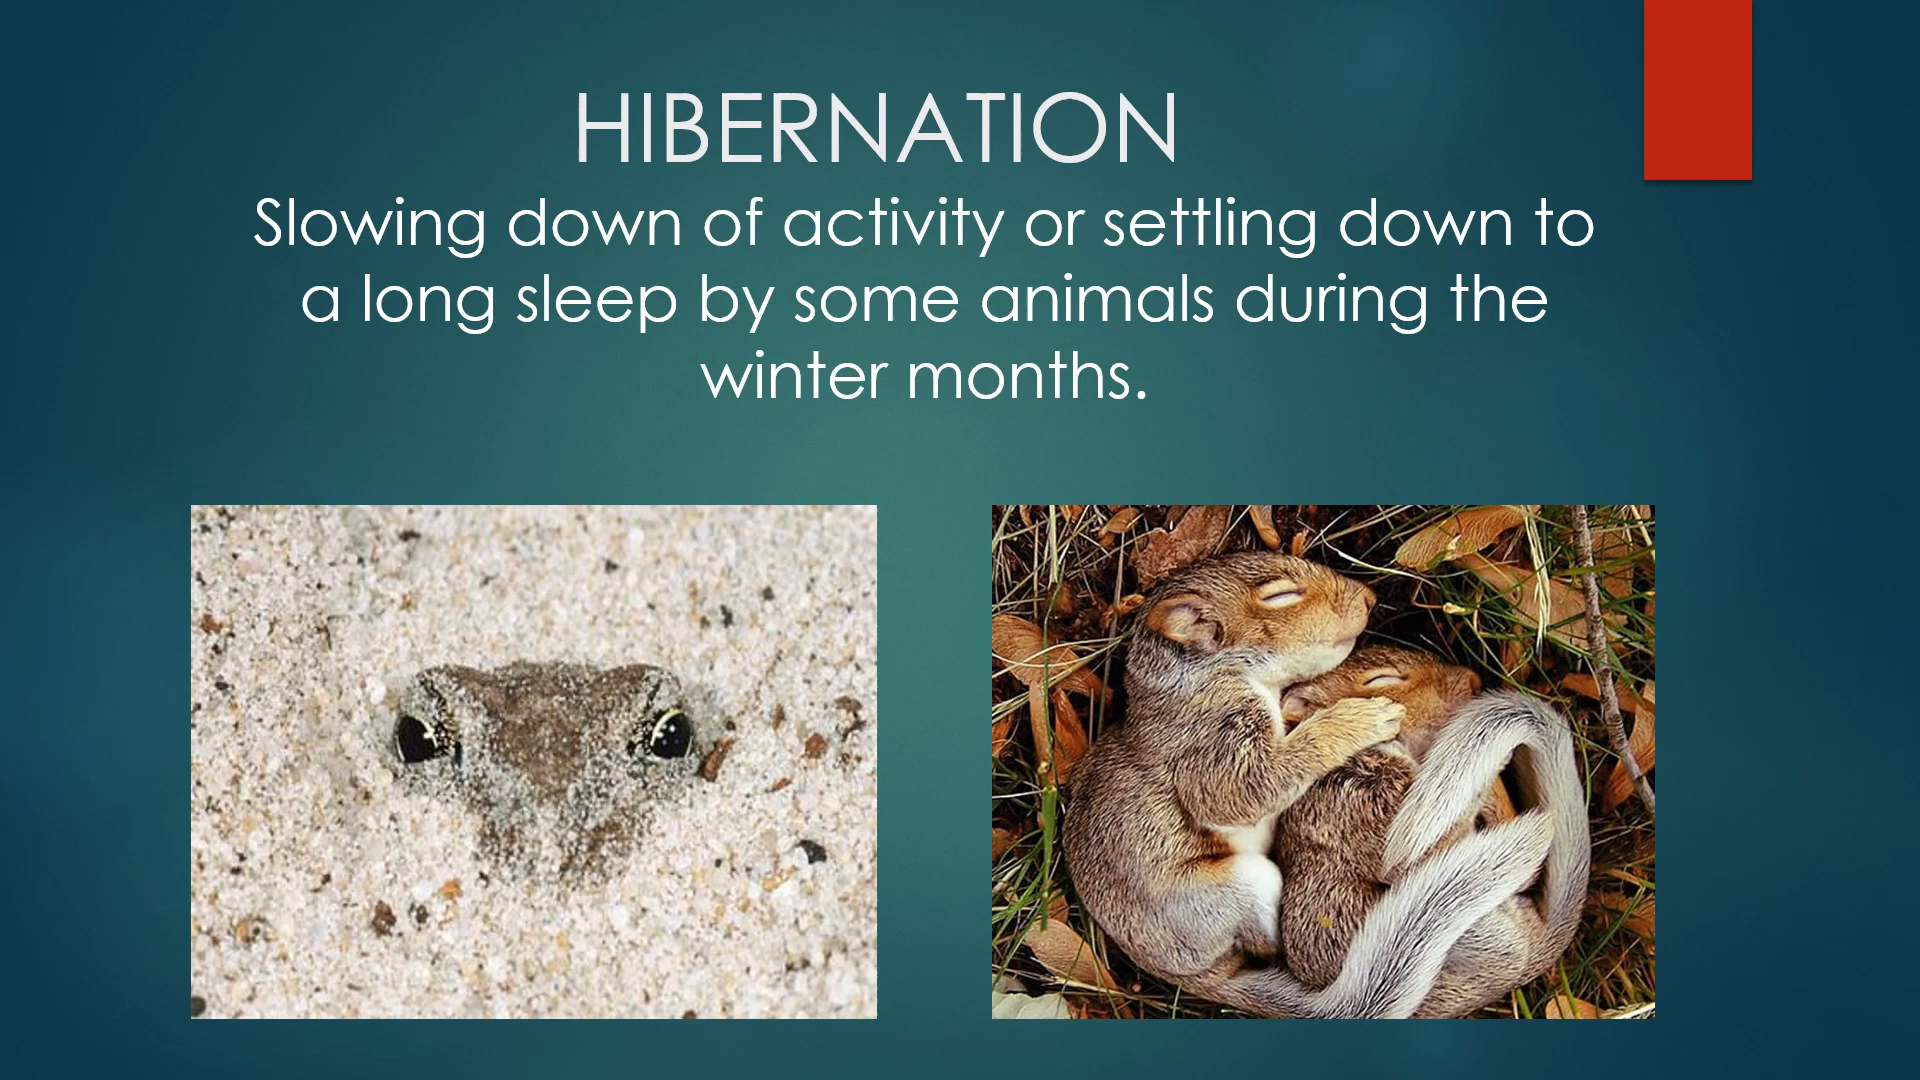 HIBERNATION
Slowing down of activity or settling down to
a long sleep by some animals during the
winter months.